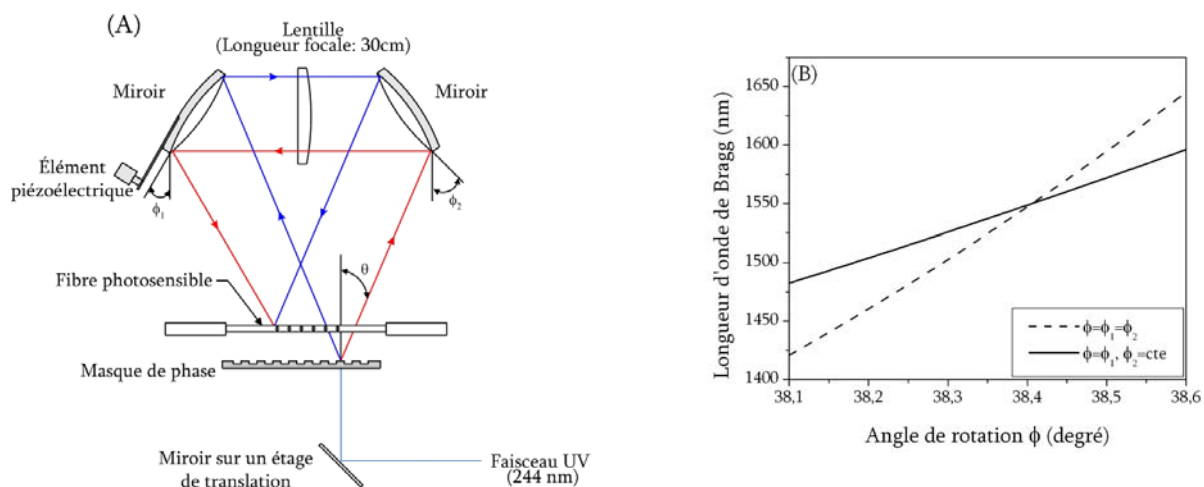 (A)
Lentille
(Longueur focale: 30cm)
Miroir
Miroir
Élément
piézoélectrique
ϕ1
ϕ2
θ
Fibre photosensible
Masque de phase
Miroir sur un étage
de translation
Faisceau UV
(244 nm)
(B)
Longueur d'onde de Bragg (nm)
1650
1600
1550
1500
1450
1400
38,1
38,2
38,3
38,4
38,5
38,6
Angle de rotation ϕ (degré)
ϕ=ϕ1=ϕ2
ϕ=ϕ1, ϕ2=cte